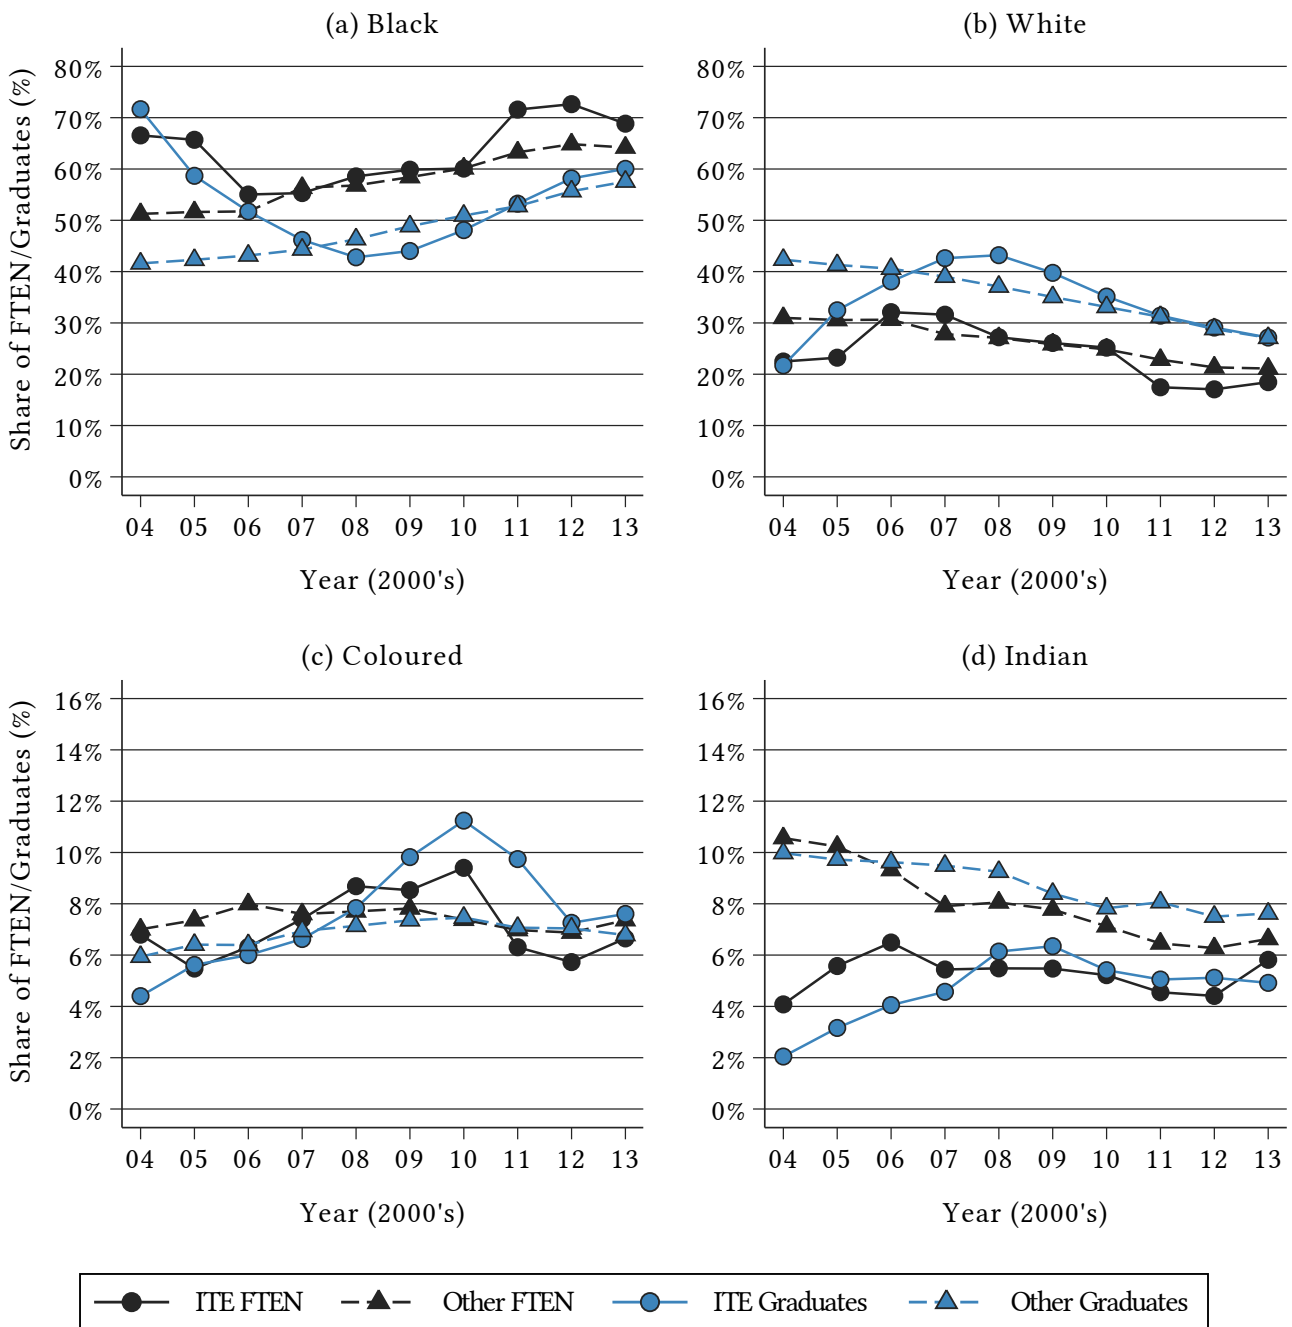 (a) Black
(b) White
Share of FTEN/Graduates (%)
80%
70%
60%
50%
40%
30%
20%
10%
0%
04 05 06 07 08 09 10 11 12 13
Year (2000's)
80%
70%
60%
50%
40%
30%
20%
10%
0%
04 05 06 07 08 09 10 11 12 13
Year (2000's)
(c) Coloured
(d) Indian
Share of FTEN/Graduates (%)
16%
14%
12%
10%
8%
6%
4%
2%
0%
04 05 06 07 08 09 10 11 12 13
Year (2000's)
16%
14%
12%
10%
8%
6%
4%
2%
0%
04 05 06 07 08 09 10 11 12 13
Year (2000's)
ITE FTEN Other FTEN ITE Graduates Other Graduates